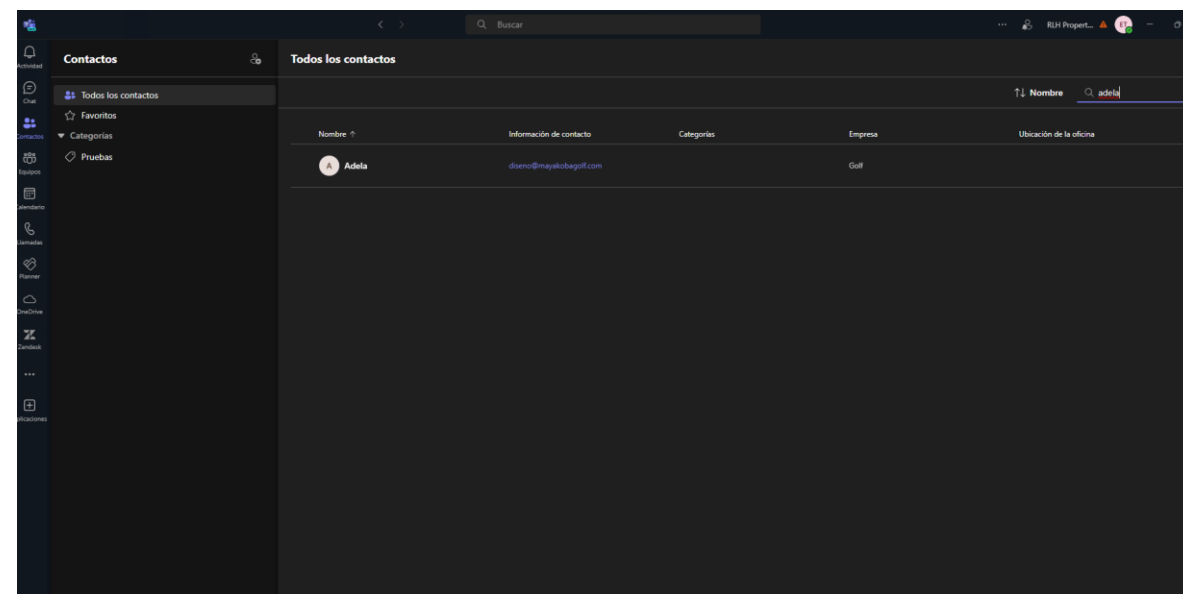 Buscar
RLH Propert...
ET
Actividad
Chat
Contactos
Equipos
Calendario
Llamadas
Planner
OneDrive
Zendesk
plicaciones
Contactos
Todos los contactos
Favoritos
Categorías
Pruebas
Todos los contactos
Nombre
adela
Nombre
Información de contacto
Categorías
Empresa
Ubicación de la oficina
A
Adela
diseno@mayakobagolf.com
Golf